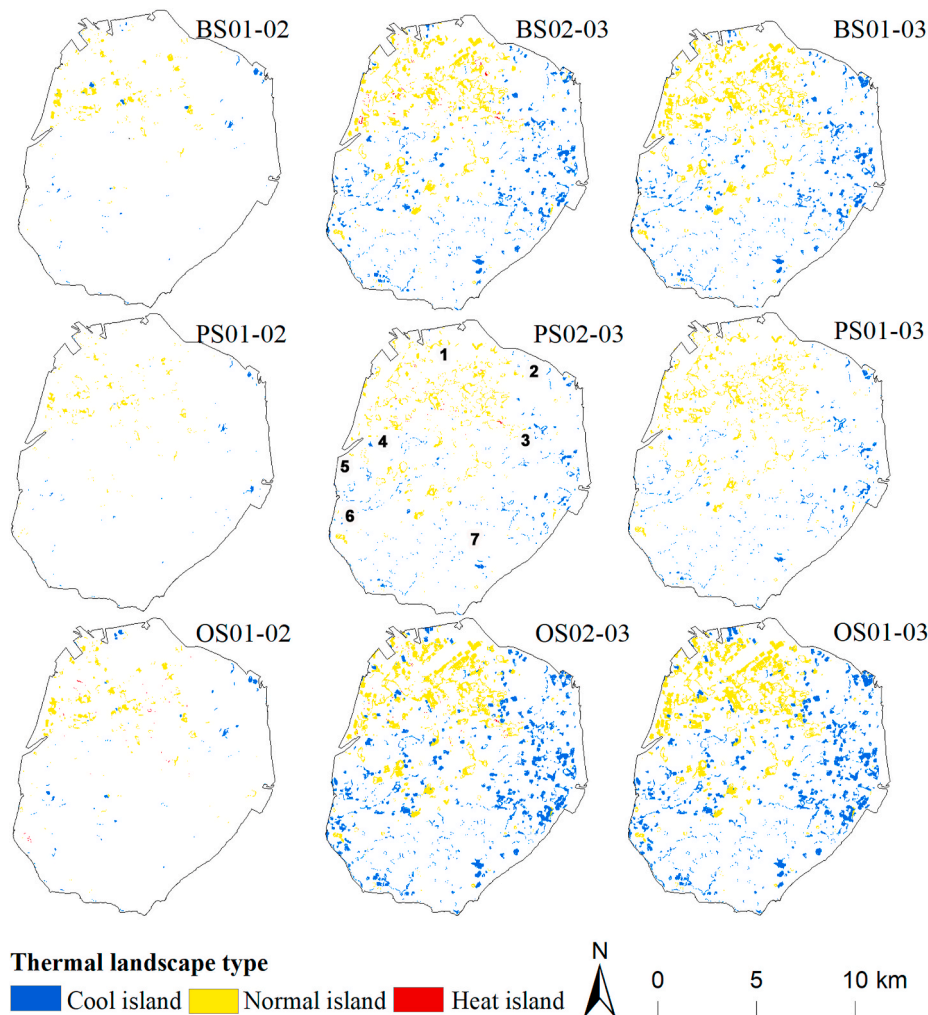 BS01-02
BS02-03
BS01-03
PS01-02
PS02-03
PS01-03
1
2
3
4
5
6
7
OS01-02
OS02-03
OS01-03
Thermal landscape type
Cool island
Normal island
Heat island
N
0 5 10 km